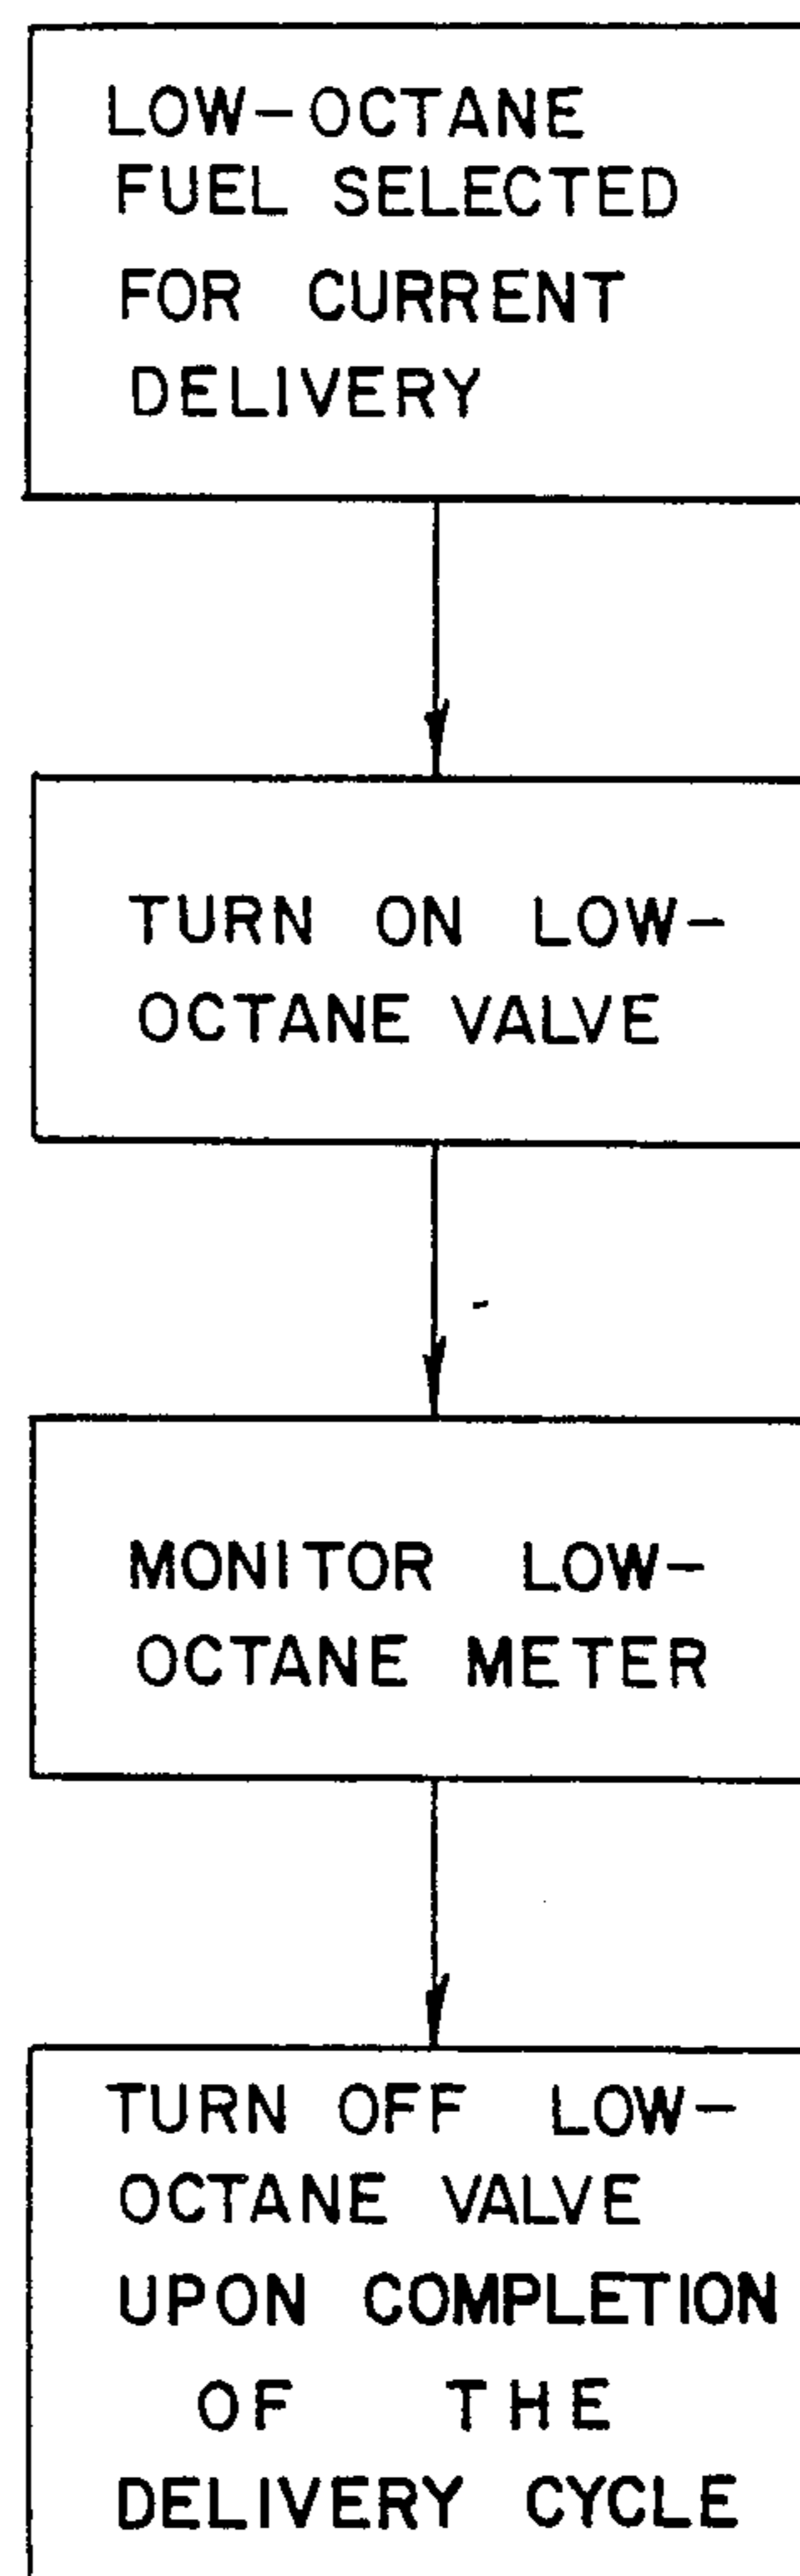 LOW-OCTANE
FUEL SELECTED
FOR CURRENT
DELIVERY
TURN ON LOW-
OCTANE VALVE
MONITOR LOW-
OCTANE METER
TURN OFF LOW-
OCTANE VALVE
UPON COMPLETION
OF THE
DELIVERY CYCLE